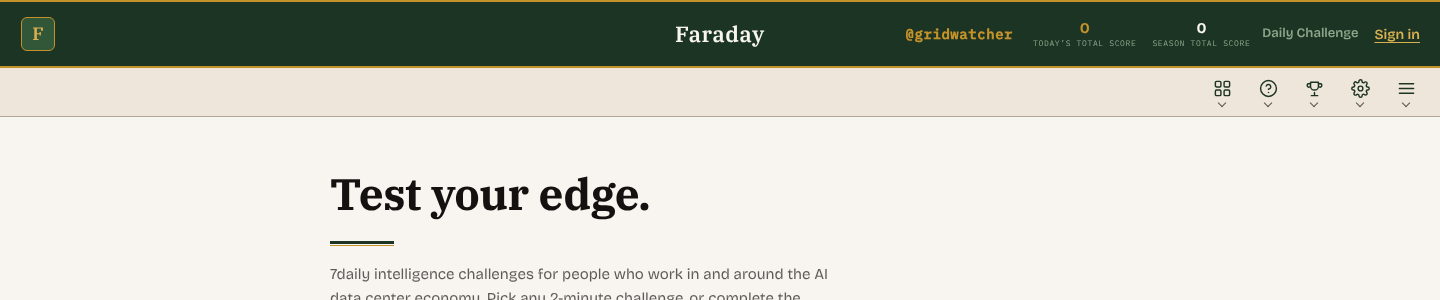 F
Faraday
@gridwatcher
0
TODAY'S TOTAL SCORE
0
SEASON TOTAL SCORE
Daily Challenge
Sign in
Test your edge.
7daily intelligence challenges for people who work in and around the AI
data center economy. Pick any 2-minute challenge, or complete the